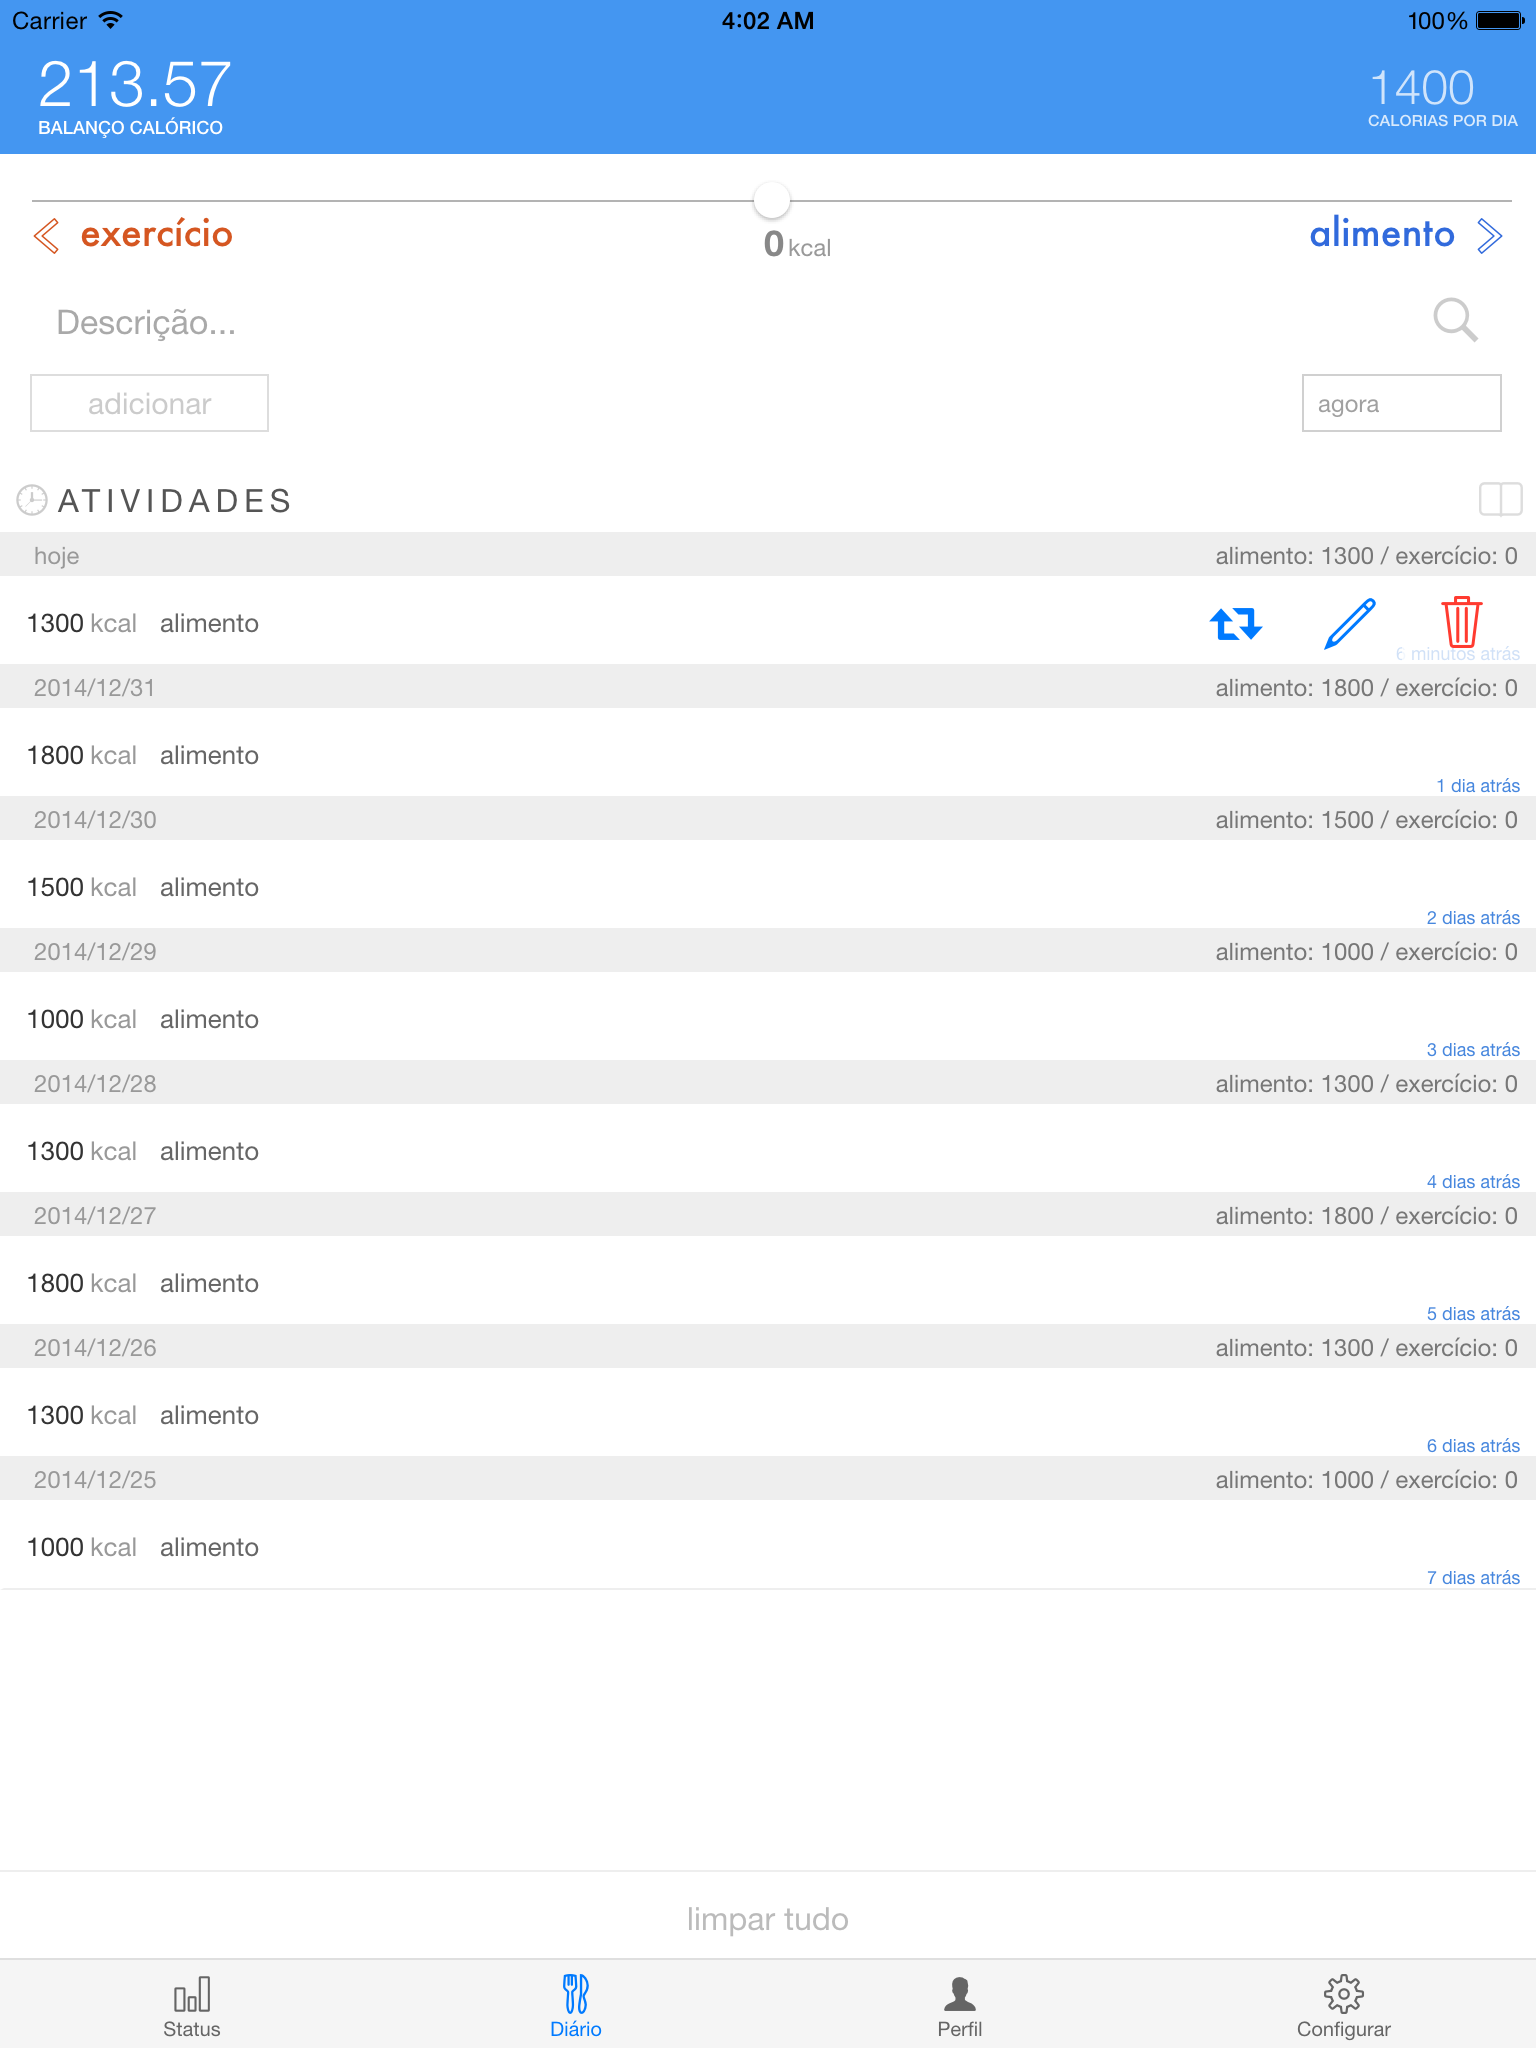 Carrier 4:02 AM 100%
213.57 1400
BALANÇO CALÓRICO CALORIAS POR DIA
exercício 0 kcal alimento
Descrição...
adicionar agora
ATIVIDADES
hoje alimento: 1300 / exercício: 0
1300 kcal alimento
6 minutos atrás
2014/12/31 alimento: 1800 / exercício: 0
1800 kcal alimento
1 dia atrás
2014/12/30 alimento: 1500 / exercício: 0
1500 kcal alimento
2 dias atrás
2014/12/29 alimento: 1000 / exercício: 0
1000 kcal alimento
3 dias atrás
2014/12/28 alimento: 1300 / exercício: 0
1300 kcal alimento
4 dias atrás
2014/12/27 alimento: 1800 / exercício: 0
1800 kcal alimento
5 dias atrás
2014/12/26 alimento: 1300 / exercício: 0
1300 kcal alimento
6 dias atrás
2014/12/25 alimento: 1000 / exercício: 0
1000 kcal alimento
7 dias atrás
limpar tudo
Status Diário Perfil Configurar